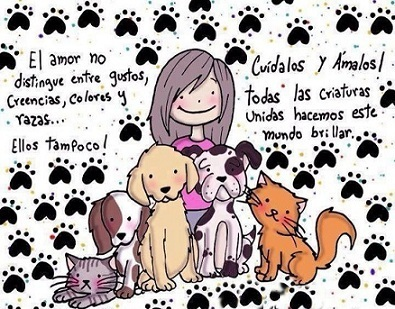 El amor no
distingue entre gustos,
Creencias, colores y
razas...
Ellos tampoco!
Cuídalos y Ámalos!
todas las criaturas
Unidas hacemos este
mundo brillar.